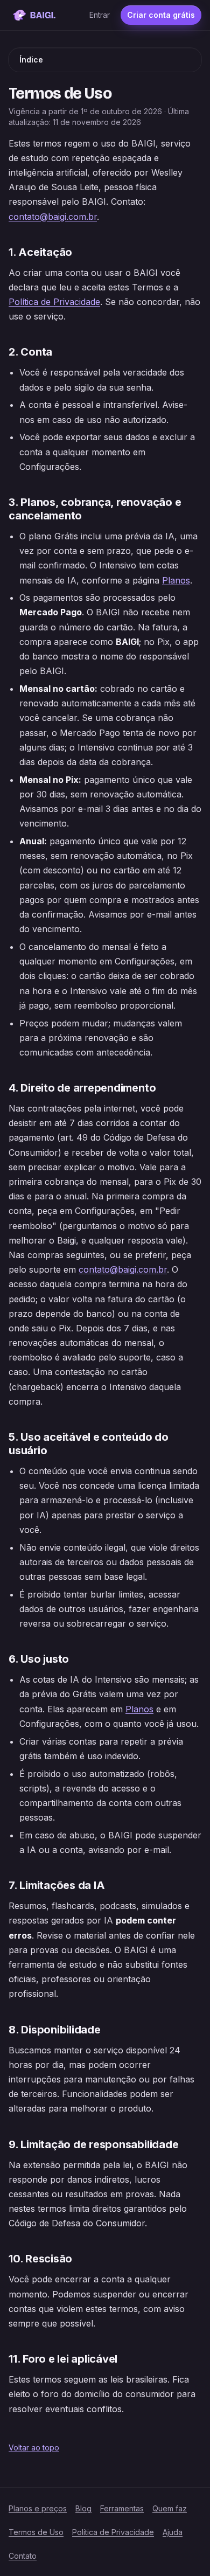 BAIGI.
Entrar
Criar conta grátis
Índice
Termos de Uso
Vigência a partir de 1º de outubro de 2026 · Última
atualização: 11 de novembro de 2026
Estes termos regem o uso do BAIGI, serviço
de estudo com repetição espaçada e
inteligência artificial, oferecido por Weslley
Araujo de Sousa Leite, pessoa física
responsável pelo BAIGI. Contato:
contato@baigi.com.br.
1. Aceitação
Ao criar uma conta ou usar o BAIGI você
declara que leu e aceita estes Termos e a
Política de Privacidade. Se não concordar, não
use o serviço.
2. Conta
• Você é responsável pela veracidade dos
dados e pelo sigilo da sua senha.
• A conta é pessoal e intransferível. Avise-
nos em caso de uso não autorizado.
• Você pode exportar seus dados e excluir a
conta a qualquer momento em
Configurações.
3. Planos, cobrança, renovação e
cancelamento
• O plano Grátis inclui uma prévia da IA, uma
vez por conta e sem prazo, que pede o e-
mail confirmado. O Intensivo tem cotas
mensais de IA, conforme a página Planos.
• Os pagamentos são processados pelo
Mercado Pago. O BAIGI não recebe nem
guarda o número do cartão. Na fatura, a
compra aparece como BAIGI; no Pix, o app
do banco mostra o nome do responsável
pelo BAIGI.
• Mensal no cartão: cobrado no cartão e
renovado automaticamente a cada mês até
você cancelar. Se uma cobrança não
passar, o Mercado Pago tenta de novo por
alguns dias; o Intensivo continua por até 3
dias depois da data da cobrança.
• Mensal no Pix: pagamento único que vale
por 30 dias, sem renovação automática.
Avisamos por e-mail 3 dias antes e no dia do
vencimento.
• Anual: pagamento único que vale por 12
meses, sem renovação automática, no Pix
(com desconto) ou no cartão em até 12
parcelas, com os juros do parcelamento
pagos por quem compra e mostrados antes
da confirmação. Avisamos por e-mail antes
do vencimento.
• O cancelamento do mensal é feito a
qualquer momento em Configurações, em
dois cliques: o cartão deixa de ser cobrado
na hora e o Intensivo vale até o fim do mês
já pago, sem reembolso proporcional.
• Preços podem mudar; mudanças valem
para a próxima renovação e são
comunicadas com antecedência.
4. Direito de arrependimento
Nas contratações pela internet, você pode
desistir em até 7 dias corridos a contar do
pagamento (art. 49 do Código de Defesa do
Consumidor) e receber de volta o valor total,
sem precisar explicar o motivo. Vale para a
primeira cobrança do mensal, para o Pix de 30
dias e para o anual. Na primeira compra da
conta, peça em Configurações, em "Pedir
reembolso" (perguntamos o motivo só para
melhorar o Baigi, e qualquer resposta vale).
Nas compras seguintes, ou se preferir, peça
pelo suporte em contato@baigi.com.br. O
acesso daquela compra termina na hora do
pedido; o valor volta na fatura do cartão (o
prazo depende do banco) ou na conta de
onde saiu o Pix. Depois dos 7 dias, e nas
renovações automáticas do mensal, o
reembolso é avaliado pelo suporte, caso a
caso. Uma contestação no cartão
(chargeback) encerra o Intensivo daquela
compra.
5. Uso aceitável e conteúdo do
usuário
• O conteúdo que você envia continua sendo
seu. Você nos concede uma licença limitada
para armazená-lo e processá-lo (inclusive
por IA) apenas para prestar o serviço a
você.
• Não envie conteúdo ilegal, que viole direitos
autorais de terceiros ou dados pessoais de
outras pessoas sem base legal.
• É proibido tentar burlar limites, acessar
dados de outros usuários, fazer engenharia
reversa ou sobrecarregar o serviço.
6. Uso justo
• As cotas de IA do Intensivo são mensais; as
da prévia do Grátis valem uma vez por
conta. Elas aparecem em Planos e em
Configurações, com o quanto você já usou.
• Criar várias contas para repetir a prévia
grátis também é uso indevido.
• É proibido o uso automatizado (robôs,
scripts), a revenda do acesso e o
compartilhamento da conta com outras
pessoas.
• Em caso de abuso, o BAIGI pode suspender
a IA ou a conta, avisando por e-mail.
7. Limitações da IA
Resumos, flashcards, podcasts, simulados e
respostas gerados por IA podem conter
erros. Revise o material antes de confiar nele
para provas ou decisões. O BAIGI é uma
ferramenta de estudo e não substitui fontes
oficiais, professores ou orientação
profissional.
8. Disponibilidade
Buscamos manter o serviço disponível 24
horas por dia, mas podem ocorrer
interrupções para manutenção ou por falhas
de terceiros. Funcionalidades podem ser
alteradas para melhorar o produto.
9. Limitação de responsabilidade
Na extensão permitida pela lei, o BAIGI não
responde por danos indiretos, lucros
cessantes ou resultados em provas. Nada
nestes termos limita direitos garantidos pelo
Código de Defesa do Consumidor.
10. Rescisão
Você pode encerrar a conta a qualquer
momento. Podemos suspender ou encerrar
contas que violem estes termos, com aviso
sempre que possível.
11. Foro e lei aplicável
Estes termos seguem as leis brasileiras. Fica
eleito o foro do domicílio do consumidor para
resolver eventuais conflitos.
Voltar ao topo
Planos e preços
Blog
Ferramentas
Quem faz
Termos de Uso
Política de Privacidade
Ajuda
Contato